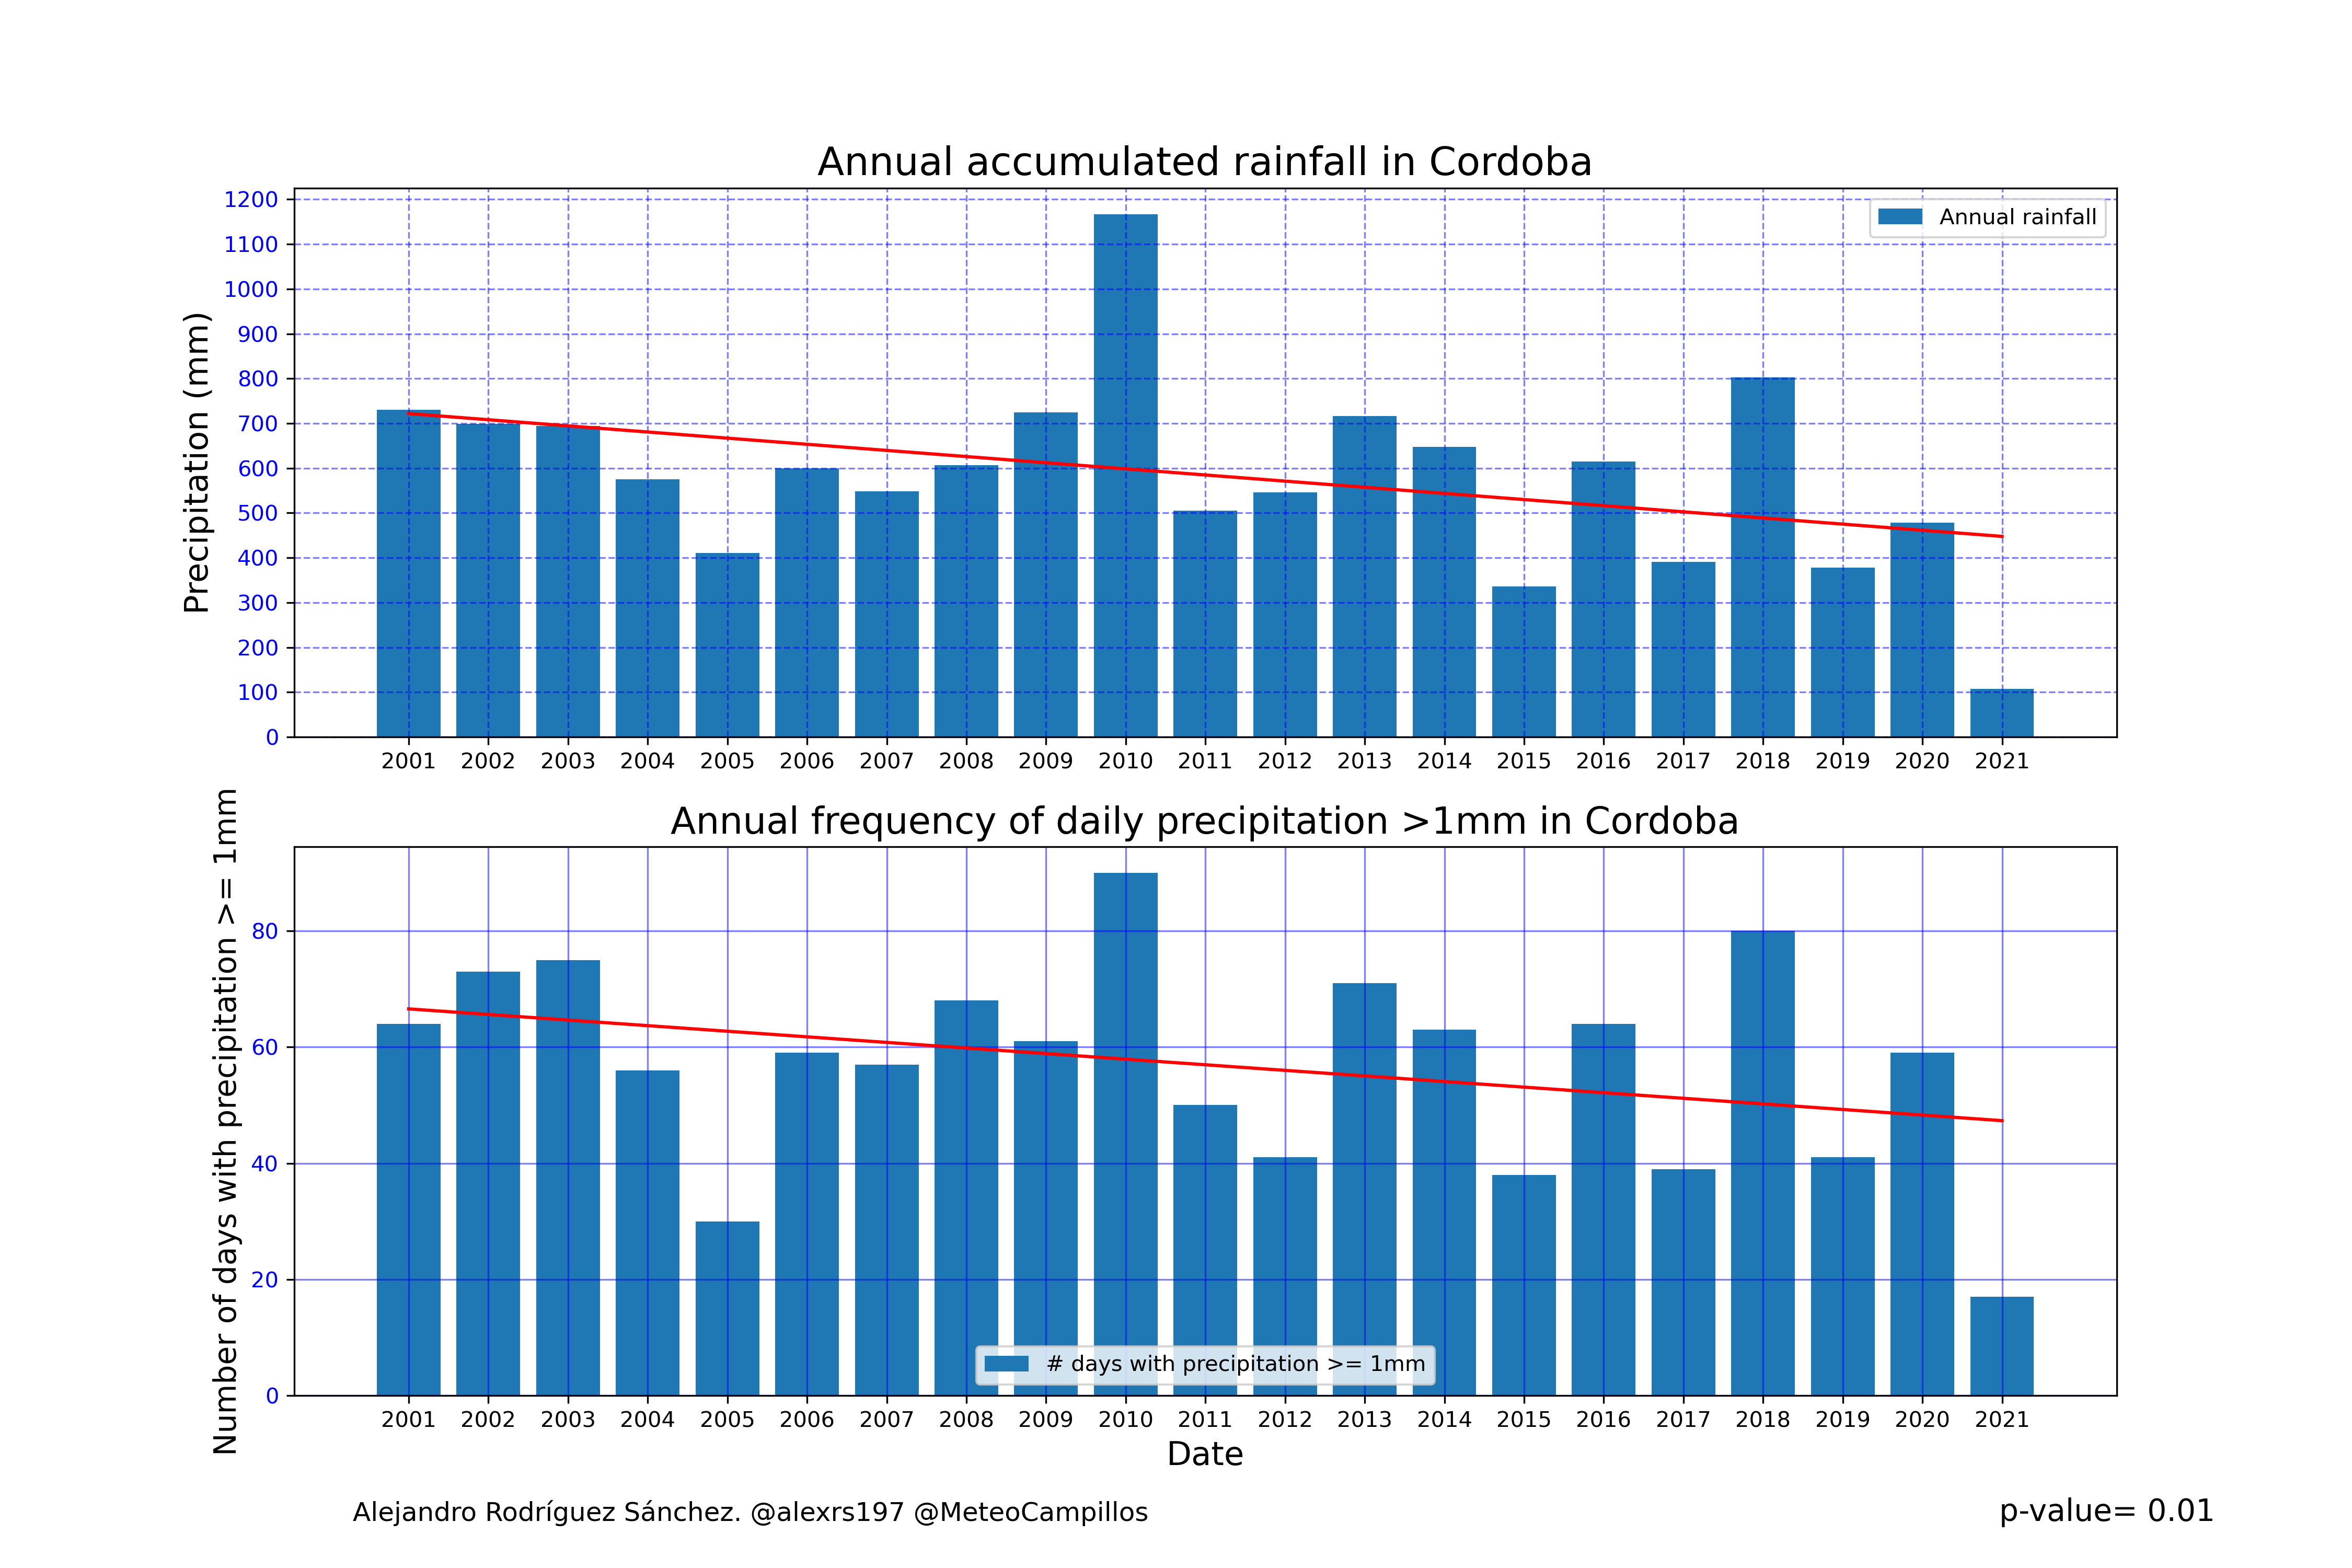 Annual accumulated rainfall in Cordoba
Precipitation (mm)
1200
1100
1000
900
800
700
600
500
400
300
200
100
0
Annual rainfall
2001 2002 2003 2004 2005 2006 2007 2008 2009 2010 2011 2012 2013 2014 2015 2016 2017 2018 2019 2020 2021
Annual frequency of daily precipitation >1mm in Cordoba
Number of days with precipitation >= 1mm
80
60
40
20
0
# days with precipitation >= 1mm
2001 2002 2003 2004 2005 2006 2007 2008 2009 2010 2011 2012 2013 2014 2015 2016 2017 2018 2019 2020 2021
Date
Alejandro Rodríguez Sánchez. @alexrs197 @MeteoCampillos
p-value= 0.01